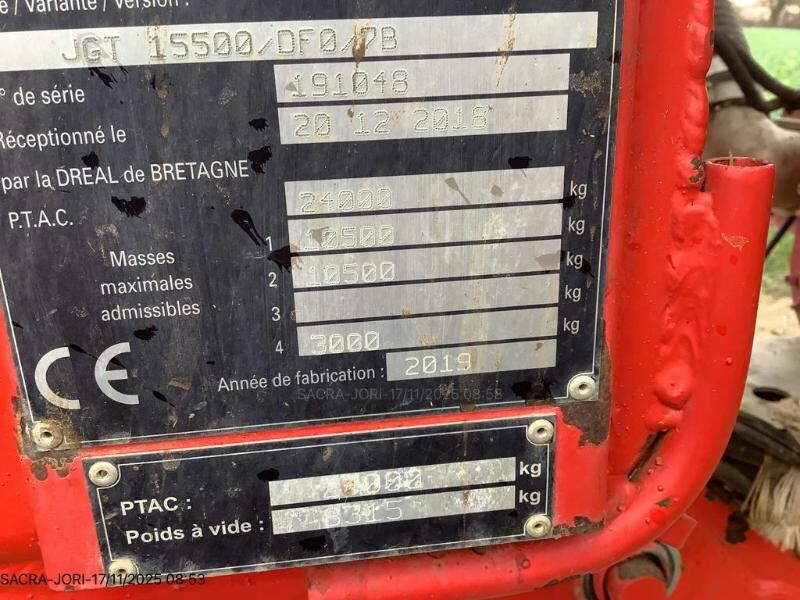 / Variante / Version :
JGT 15500/DF0/7B
° de série 191048
Réceptionné le 20 12 2018
par la DREAL de BRETAGNE
P.T.A.C. 24000 kg
Masses maximales admissibles
1 10500 kg
2 10500 kg
3 kg
4 3000 kg
Année de fabrication : 2019
SACRA-JORI-17/11/2025 08:53
CE
PTAC : 24000 kg
Poids à vide : 8315 kg
SACRA-JORI-17/11/2025 08:53